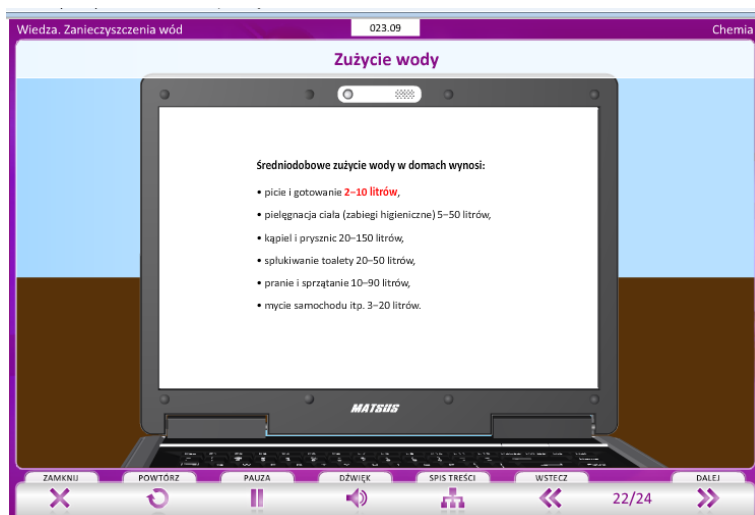 Wiedza. Zanieczyszczenia wód
023.09
Chemia
Zużycie wody
Średniodobowe zużycie wody w domach wynosi:
• picie i gotowanie 2–10 litrów,
• pielęgnacja ciała (zabiegi higieniczne) 5–50 litrów,
• kąpiel i prysznic 20–150 litrów,
• spłukiwanie toalety 20–50 litrów,
• pranie i sprzątanie 10–90 litrów,
• mycie samochodu itp. 3–20 litrów.
MATSUS
ZAMKNIJ
POWTÓRZ
PAUZA
DŹWIĘK
SPIS TREŚCI
WSTECZ
22/24
DALEJ